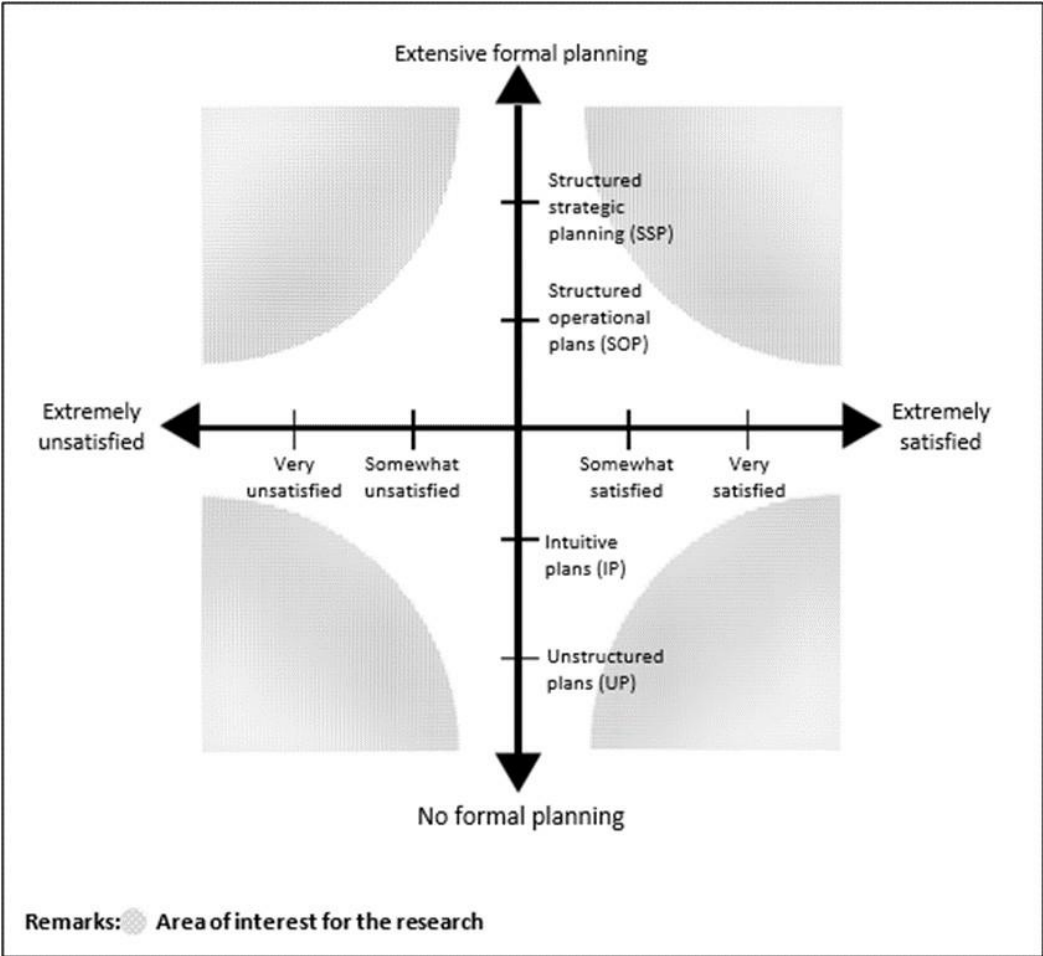 Extensive formal planning
Structured
strategic
planning (SSP)
Structured
operational
plans (SOP)
Extremely
unsatisfied
Extremely
satisfied
Very
unsatisfied
Somewhat
unsatisfied
Somewhat
satisfied
Very
satisfied
Intuitive
plans (IP)
Unstructured
plans (UP)
No formal planning
Remarks: Area of interest for the research